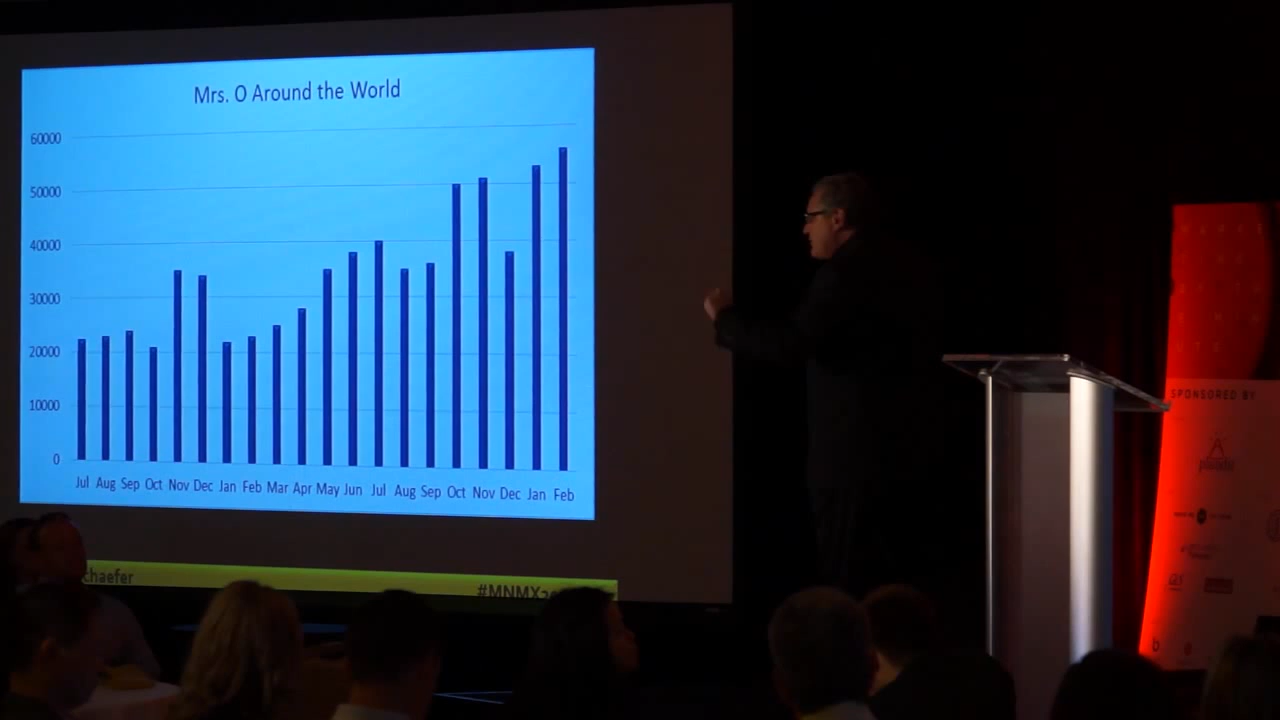 Mrs. O Around the World
60000
50000
40000
30000
20000
10000
0
Jul Aug Sep Oct Nov Dec Jan Feb Mar Apr May Jun Jul Aug Sep Oct Nov Dec Jan Feb
chaefer
#MNMX
SPONSORED BY